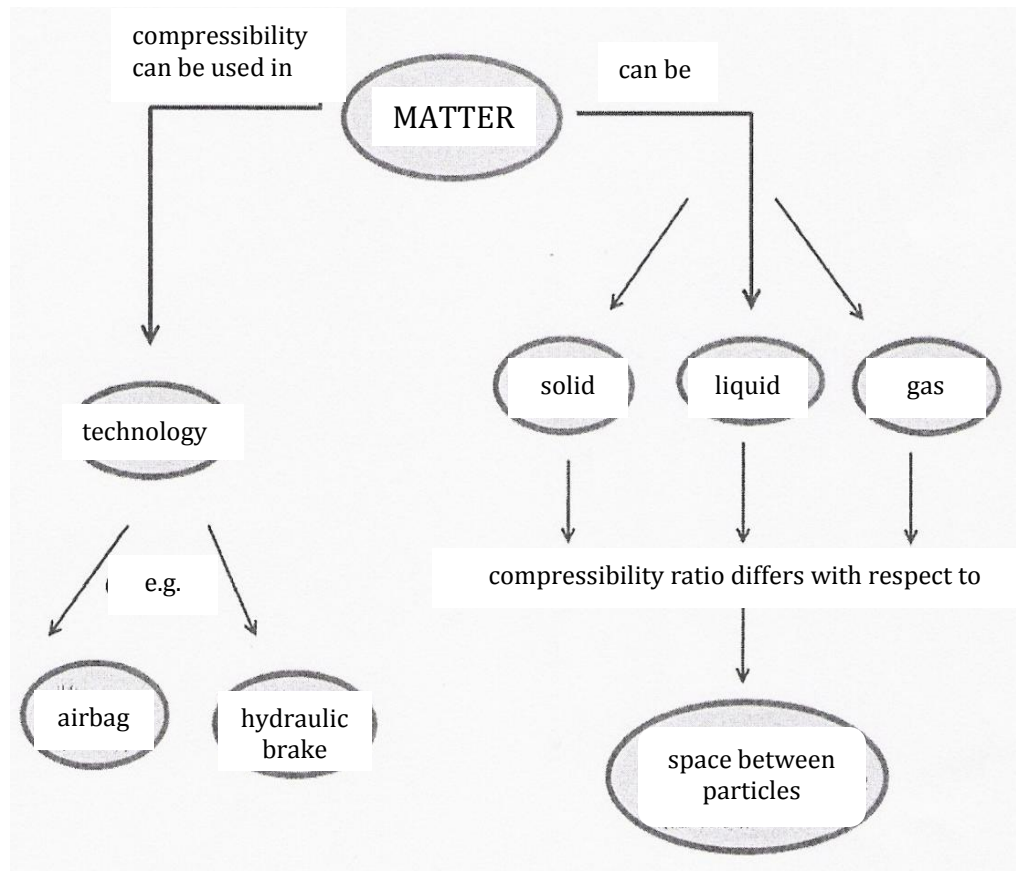 compressibility
can be used in
MATTER
can be
solid
liquid
gas
technology
compressibility ratio differs with respect to
e.g.
airbag
hydraulic
brake
space between
particles